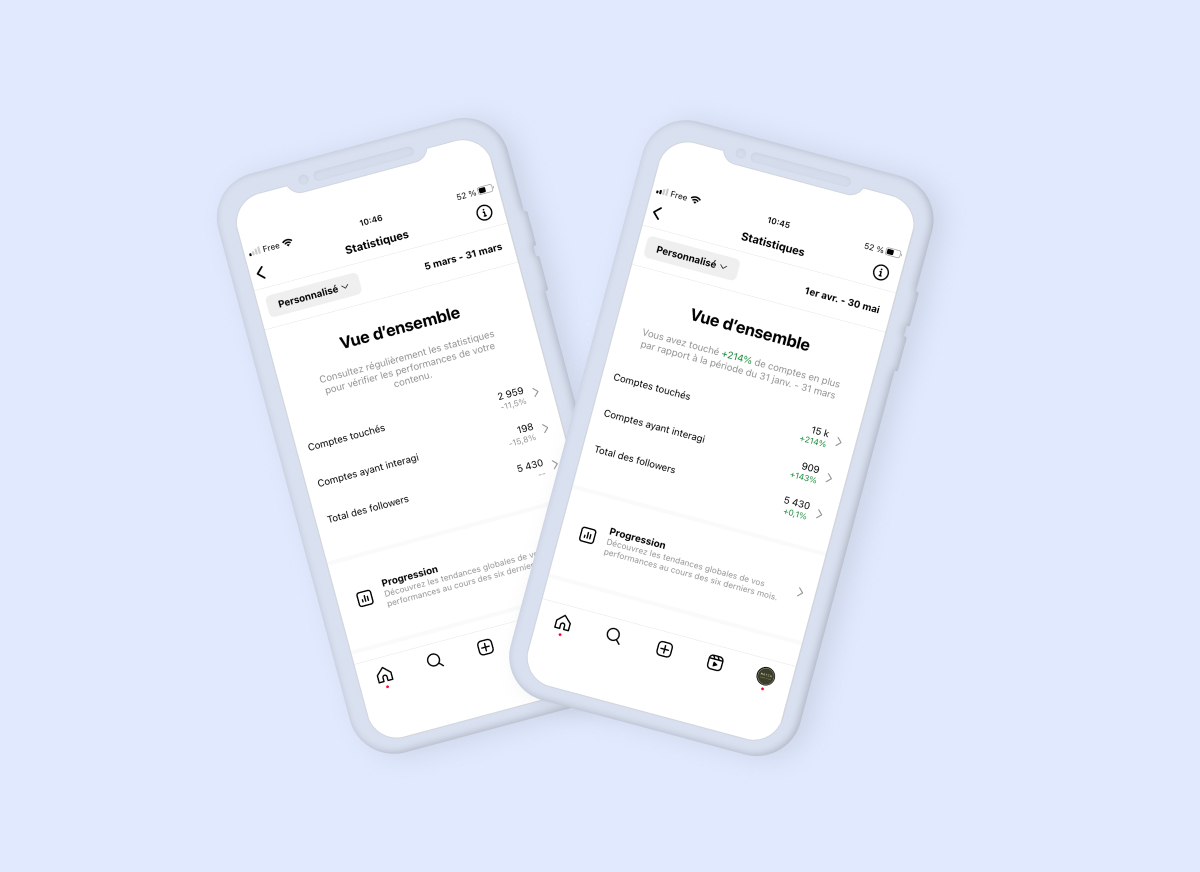 10:46
52 %
Free
Statistiques
Personnalisé
5 mars - 31 mars
Vue d'ensemble
Consultez régulièrement les statistiques
pour vérifier les performances de votre
contenu.
Comptes touchés
2 959
-11,5%
Comptes ayant interagi
198
-15,8%
Total des followers
5 430
--
Progression
Découvrez les tendances globales de vo
performances au cours des six dernier
Free
10:45
52 %
Statistiques
Personnalisé
1er avr. - 30 mai
Vue d'ensemble
Vous avez touché +214% de comptes en plus
par rapport à la période du 31 janv. - 31 mars
Comptes touchés
15 k
+214%
Comptes ayant interagi
909
+143%
Total des followers
5 430
+0,1%
Progression
Découvrez les tendances globales de vos
performances au cours des six derniers mois.